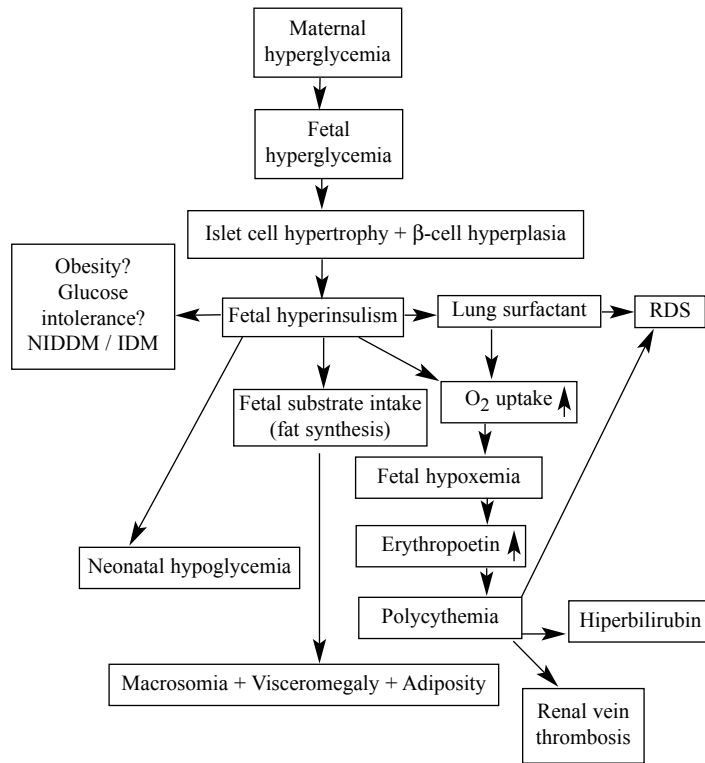 Maternal
hyperglycemia
Fetal
hyperglycemia
Islet cell hypertrophy + β-cell hyperplasia
Obesity?
Glucose
intolerance?
NIDDM / IDM
Fetal hyperinsulism
Lung surfactant
RDS
Fetal substrate intake
(fat synthesis)
O₂ uptake
Fetal hypoxemia
Erythropoetin
Neonatal hypoglycemia
Polycythemia
Hiperbilirubin
Macrosomia + Visceromegaly + Adiposity
Renal vein
thrombosis